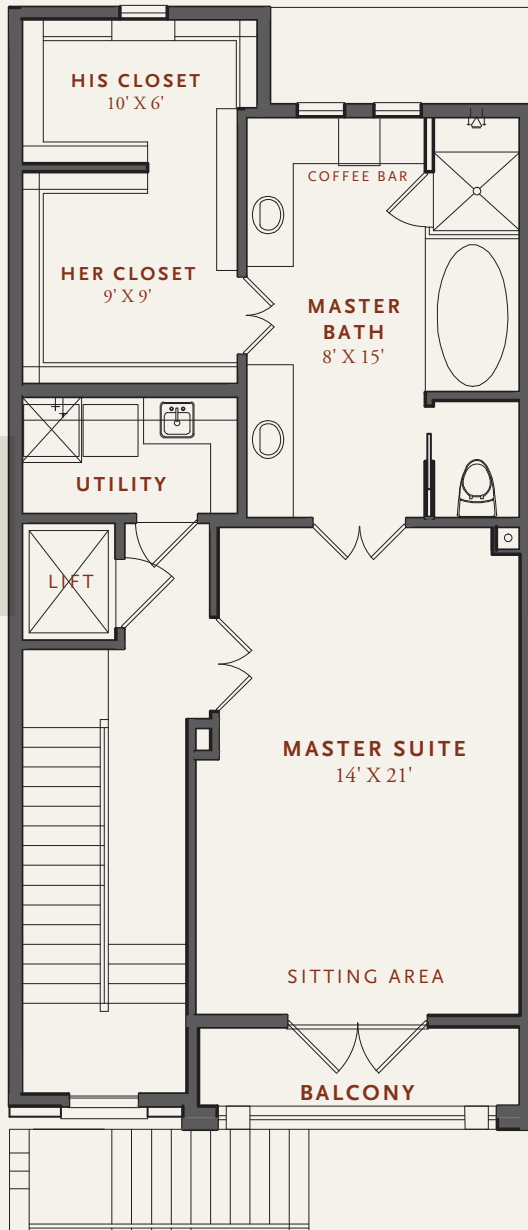 HIS CLOSET
10' X 6'
COFFEE BAR
HER CLOSET
9' X 9'
MASTER
BATH
8' X 15'
UTILITY
LIFT
MASTER SUITE
14' X 21'
SITTING AREA
BALCONY